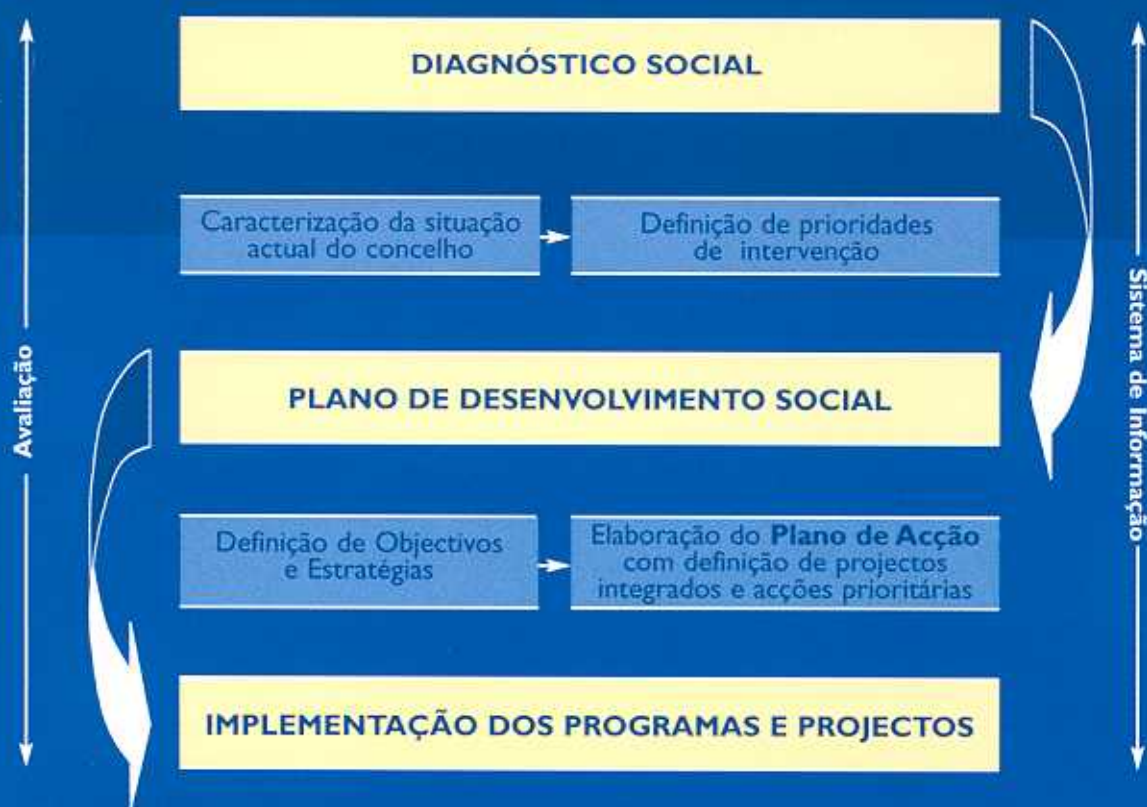 DIAGNÓSTICO SOCIAL
Caracterização da situação
actual do concelho
Definição de prioridades
de intervenção
PLANO DE DESENVOLVIMENTO SOCIAL
Definição de Objectivos
e Estratégias
Elaboração do Plano de Acção
com definição de projectos
integrados e acções prioritárias
IMPLEMENTAÇÃO DOS PROGRAMAS E PROJECTOS
Avaliação
Sistema de Informação